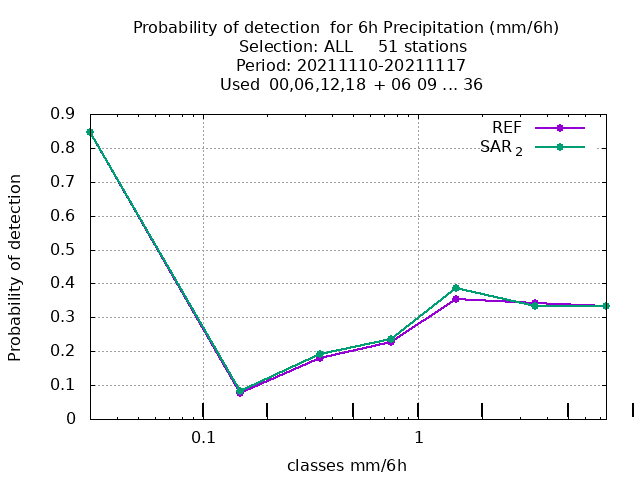 Probability of detection  for 6h Precipitation (mm/6h)
Selection: ALL     51 stations
Period: 20211110-20211117
Used  00,06,12,18  + 06 09 ... 36
REF
SAR 2
0.9
0.8
0.7
0.6
0.5
0.4
0.3
0.2
0.1
0
Probability of detection
0.1 1
classes mm/6h